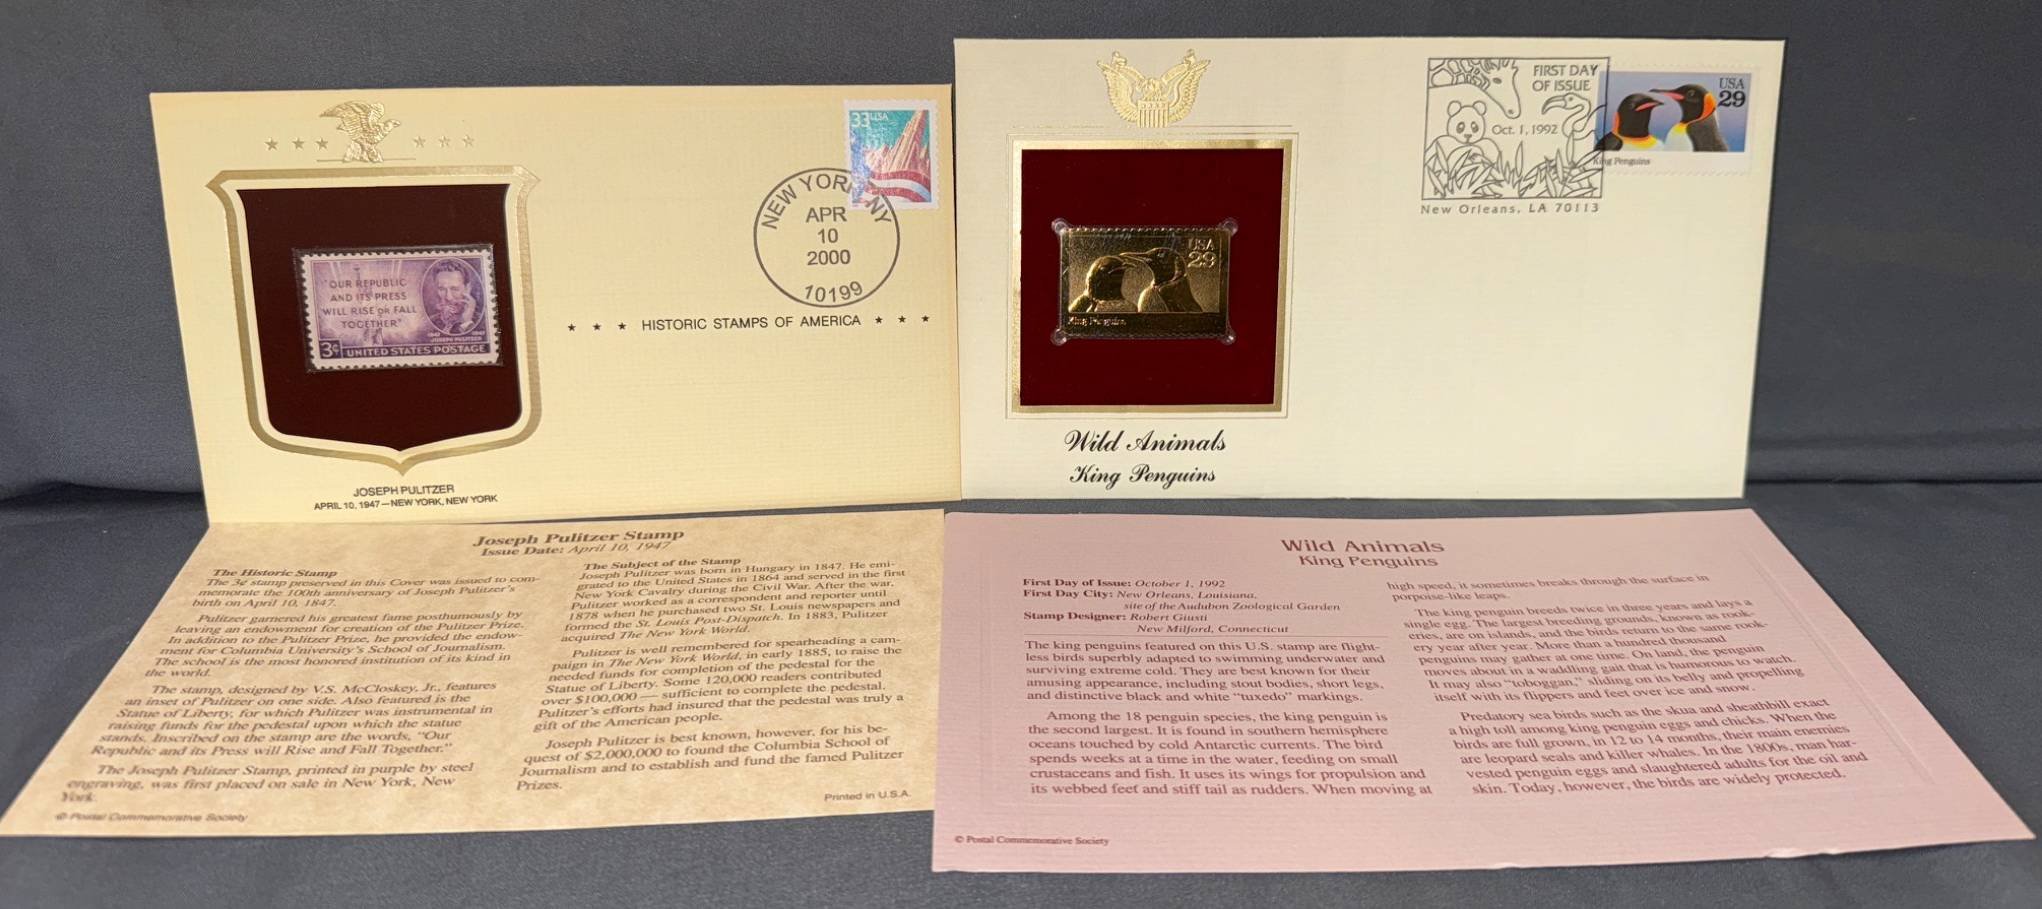 33 USA
NEW YORK, NY
APR
10
2000
10199
"OUR REPUBLIC
AND ITS PRESS
WILL RISE OR FALL
TOGETHER"
1847 1947
JOSEPH PULITZER
3¢ UNITED STATES POSTAGE
★ ★ ★ HISTORIC STAMPS OF AMERICA ★ ★ ★
JOSEPH PULITZER
APRIL 10, 1947—NEW YORK, NEW YORK
FIRST DAY
OF ISSUE
Oct. 1, 1992
New Orleans, LA 70113
USA
29
King Penguins
USA
29
King Penguins
Wild Animals
King Penguins
Joseph Pulitzer Stamp
Issue Date: April 10, 1947
The Historic Stamp
The 3¢ stamp preserved in this Cover was issued to com-
memorate the 100th anniversary of Joseph Pulitzer's
birth on April 10, 1847.
Pulitzer garnered his greatest fame posthumously by
leaving an endowment for creation of the Pulitzer Prize.
In addition to the Pulitzer Prize, he provided the endow-
ment for Columbia University's School of Journalism.
The school is the most honored institution of its kind in
the world.
The stamp, designed by V.S. McCloskey, Jr., features
an inset of Pulitzer on one side. Also featured is the
Statue of Liberty, for which Pulitzer was instrumental in
raising funds for the pedestal upon which the statue
stands. Inscribed on the stamp are the words, "Our
Republic and its Press will Rise and Fall Together."
The Joseph Pulitzer Stamp, printed in purple by steel
engraving, was first placed on sale in New York, New
York.
© Postal Commemorative Society
The Subject of the Stamp
Joseph Pulitzer was born in Hungary in 1847. He emi-
grated to the United States in 1864 and served in the first
New York Cavalry during the Civil War. After the war,
Pulitzer worked as a correspondent and reporter until
1878 when he purchased two St. Louis newspapers and
formed the St. Louis Post-Dispatch. In 1883, Pulitzer
acquired The New York World.
Pulitzer is well remembered for spearheading a cam-
paign in The New York World, in early 1885, to raise the
needed funds for completion of the pedestal for the
Statue of Liberty. Some 120,000 readers contributed
over $100,000 — sufficient to complete the pedestal.
Pulitzer's efforts had insured that the pedestal was truly a
gift of the American people.
Joseph Pulitzer is best known, however, for his be-
quest of $2,000,000 to found the Columbia School of
Journalism and to establish and fund the famed Pulitzer
Prizes.
Printed in U.S.A.
Wild Animals
King Penguins
First Day of Issue: October 1, 1992
First Day City: New Orleans, Louisiana,
site of the Audubon Zoological Garden
Stamp Designer: Robert Giusti
New Milford, Connecticut
The king penguins featured on this U.S. stamp are flight-
less birds superbly adapted to swimming underwater and
surviving extreme cold. They are best known for their
amusing appearance, including stout bodies, short legs,
and distinctive black and white "tuxedo" markings.
Among the 18 penguin species, the king penguin is
the second largest. It is found in southern hemisphere
oceans touched by cold Antarctic currents. The bird
spends weeks at a time in the water, feeding on small
crustaceans and fish. It uses its wings for propulsion and
its webbed feet and stiff tail as rudders. When moving at
high speed, it sometimes breaks through the surface in
porpoise-like leaps.
The king penguin breeds twice in three years and lays a
single egg. The largest breeding grounds, known as rook-
eries, are on islands, and the birds return to the same rook-
ery year after year. More than a hundred thousand
penguins may gather at one time. On land, the penguin
moves about in a waddling gait that is humorous to watch.
It may also "toboggan," sliding on its belly and propelling
itself with its flippers and feet over ice and snow.
Predatory sea birds such as the skua and sheathbill exact
a high toll among king penguin eggs and chicks. When the
birds are full grown, in 12 to 14 months, their main enemies
are leopard seals and killer whales. In the 1800s, man har-
vested penguin eggs and slaughtered adults for the oil and
skin. Today, however, the birds are widely protected.
© Postal Commemorative Society